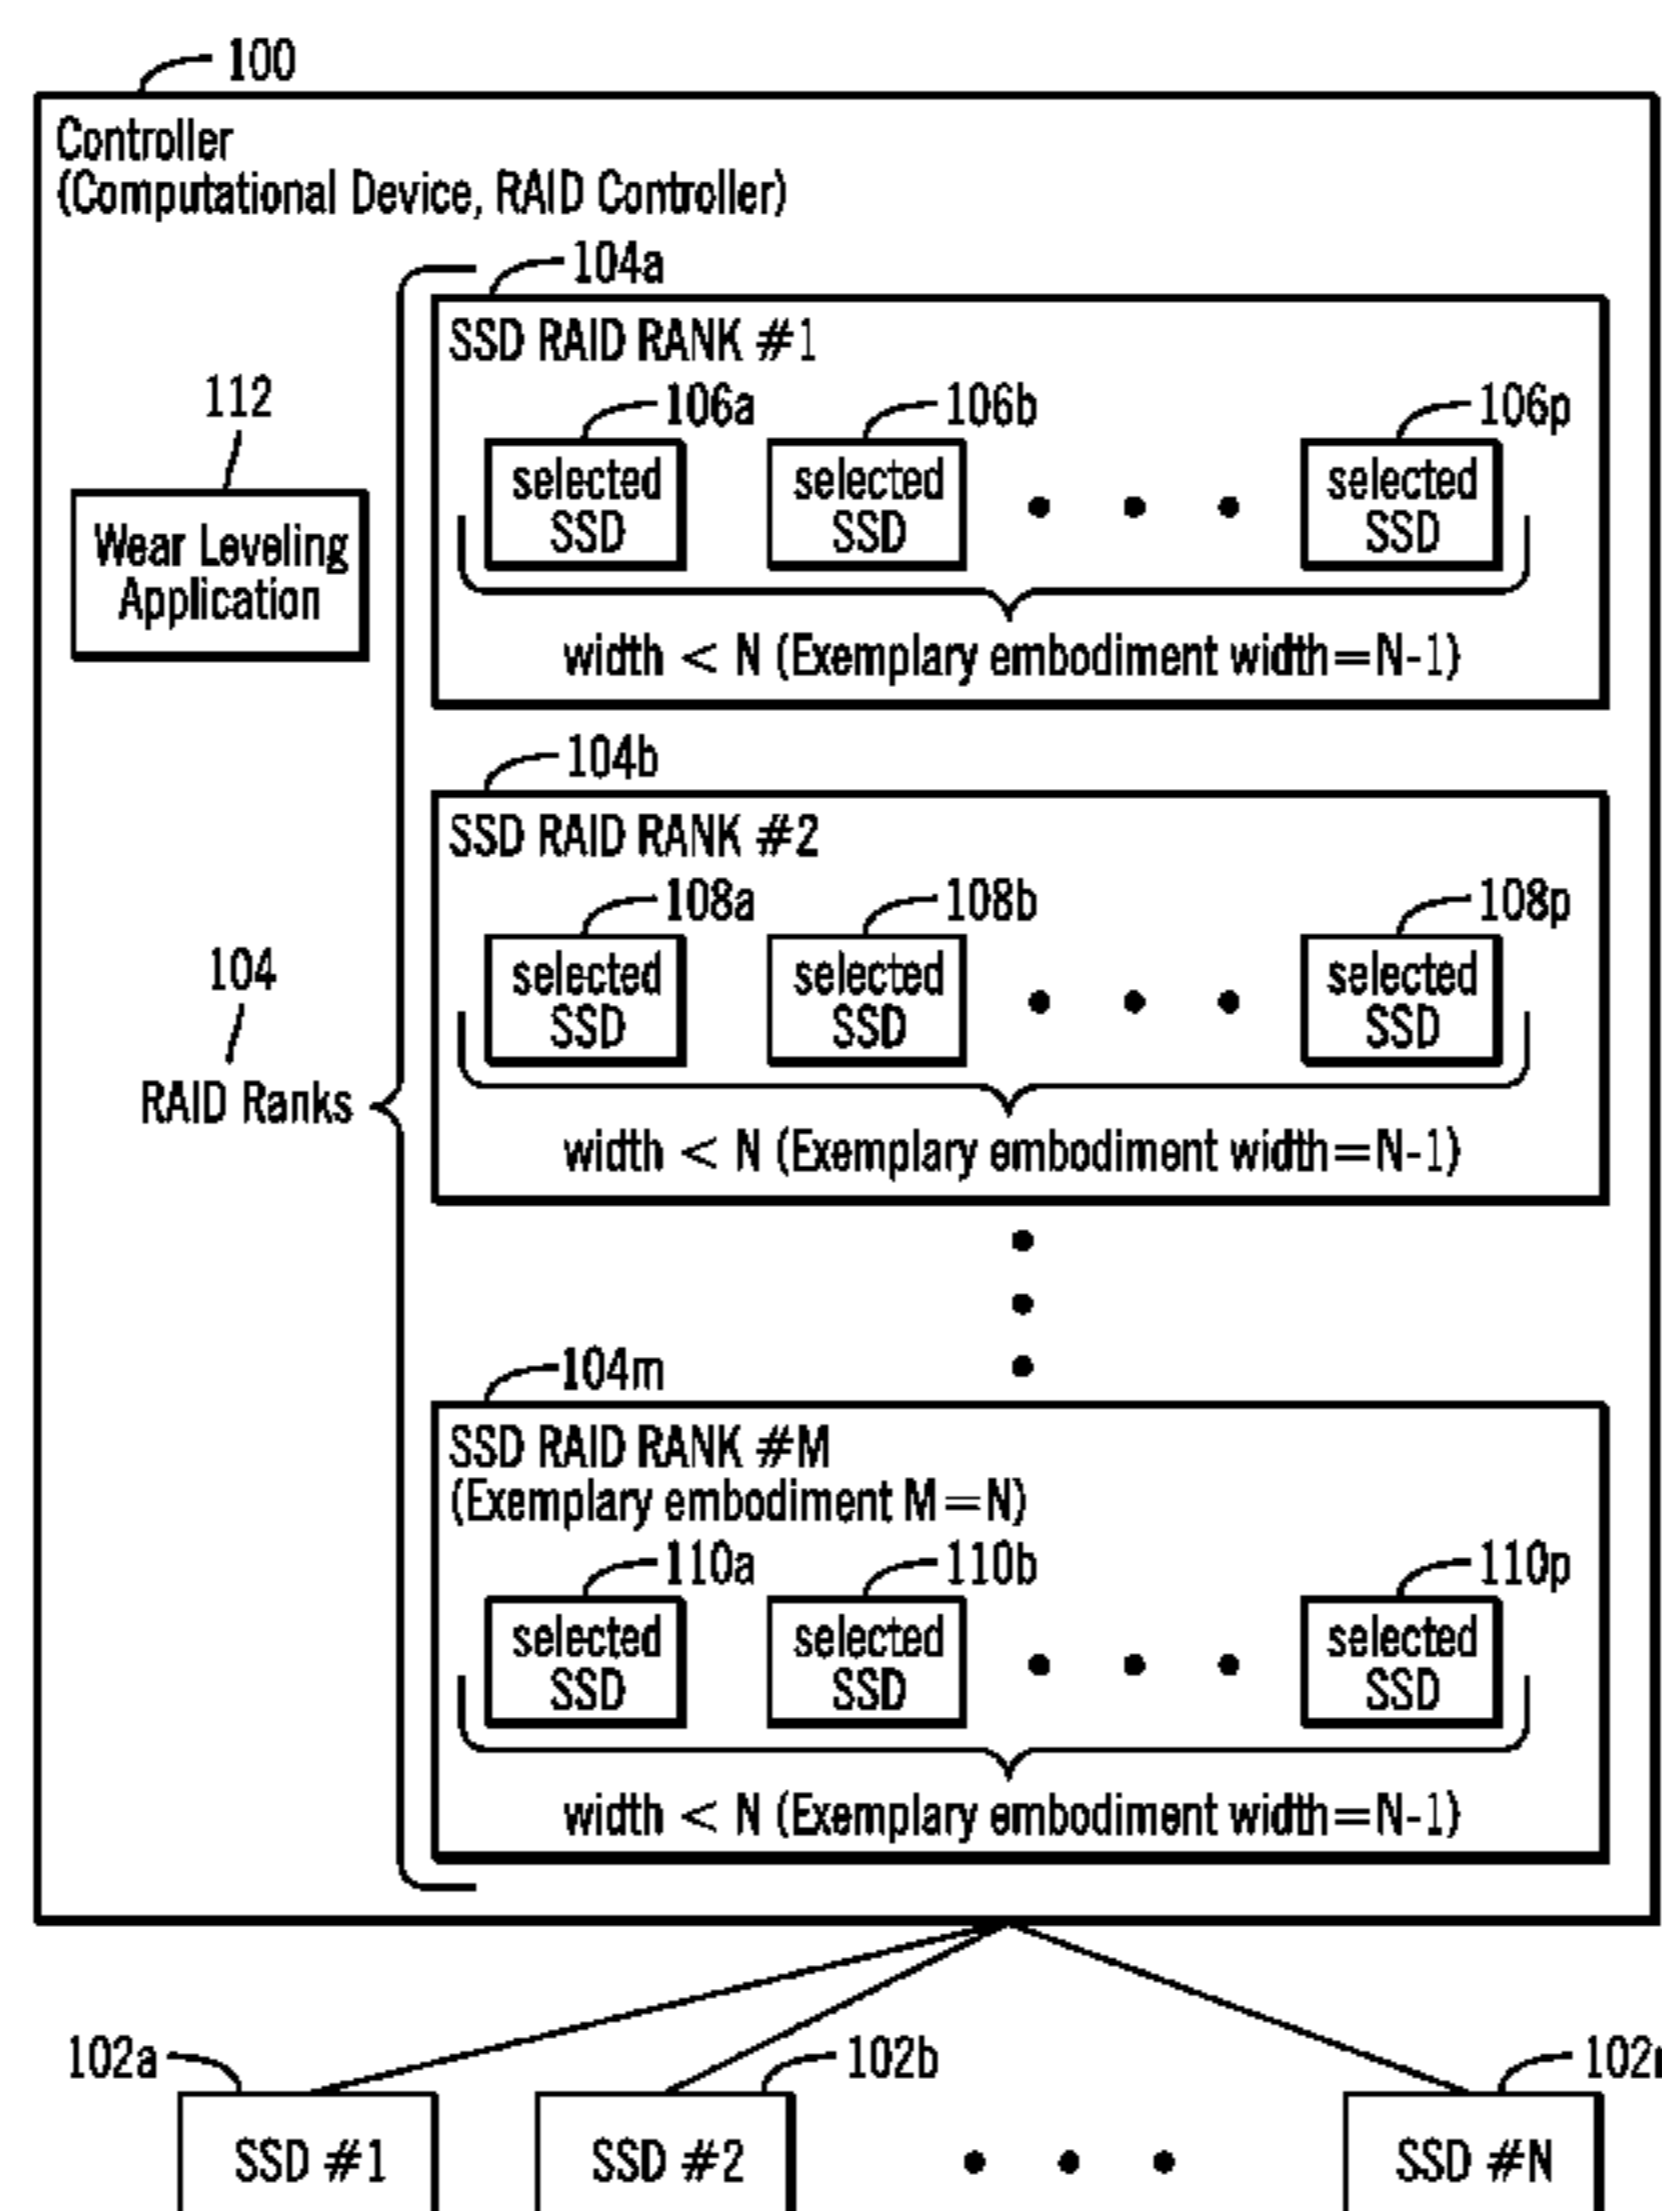 100
Controller
(Computational Device, RAID Controller)
104a
SSD RAID RANK #1
106a
106b
106p
selected
SSD
selected
SSD
selected
SSD
width < N (Exemplary embodiment width=N-1)
112
Wear Leveling
Application
104b
SSD RAID RANK #2
108a
108b
108p
selected
SSD
selected
SSD
selected
SSD
width < N (Exemplary embodiment width=N-1)
104
RAID Ranks
104m
SSD RAID RANK #M
(Exemplary embodiment M=N)
110a
110b
110p
selected
SSD
selected
SSD
selected
SSD
width < N (Exemplary embodiment width=N-1)
102a
102b
SSD #1
SSD #2
SSD #N